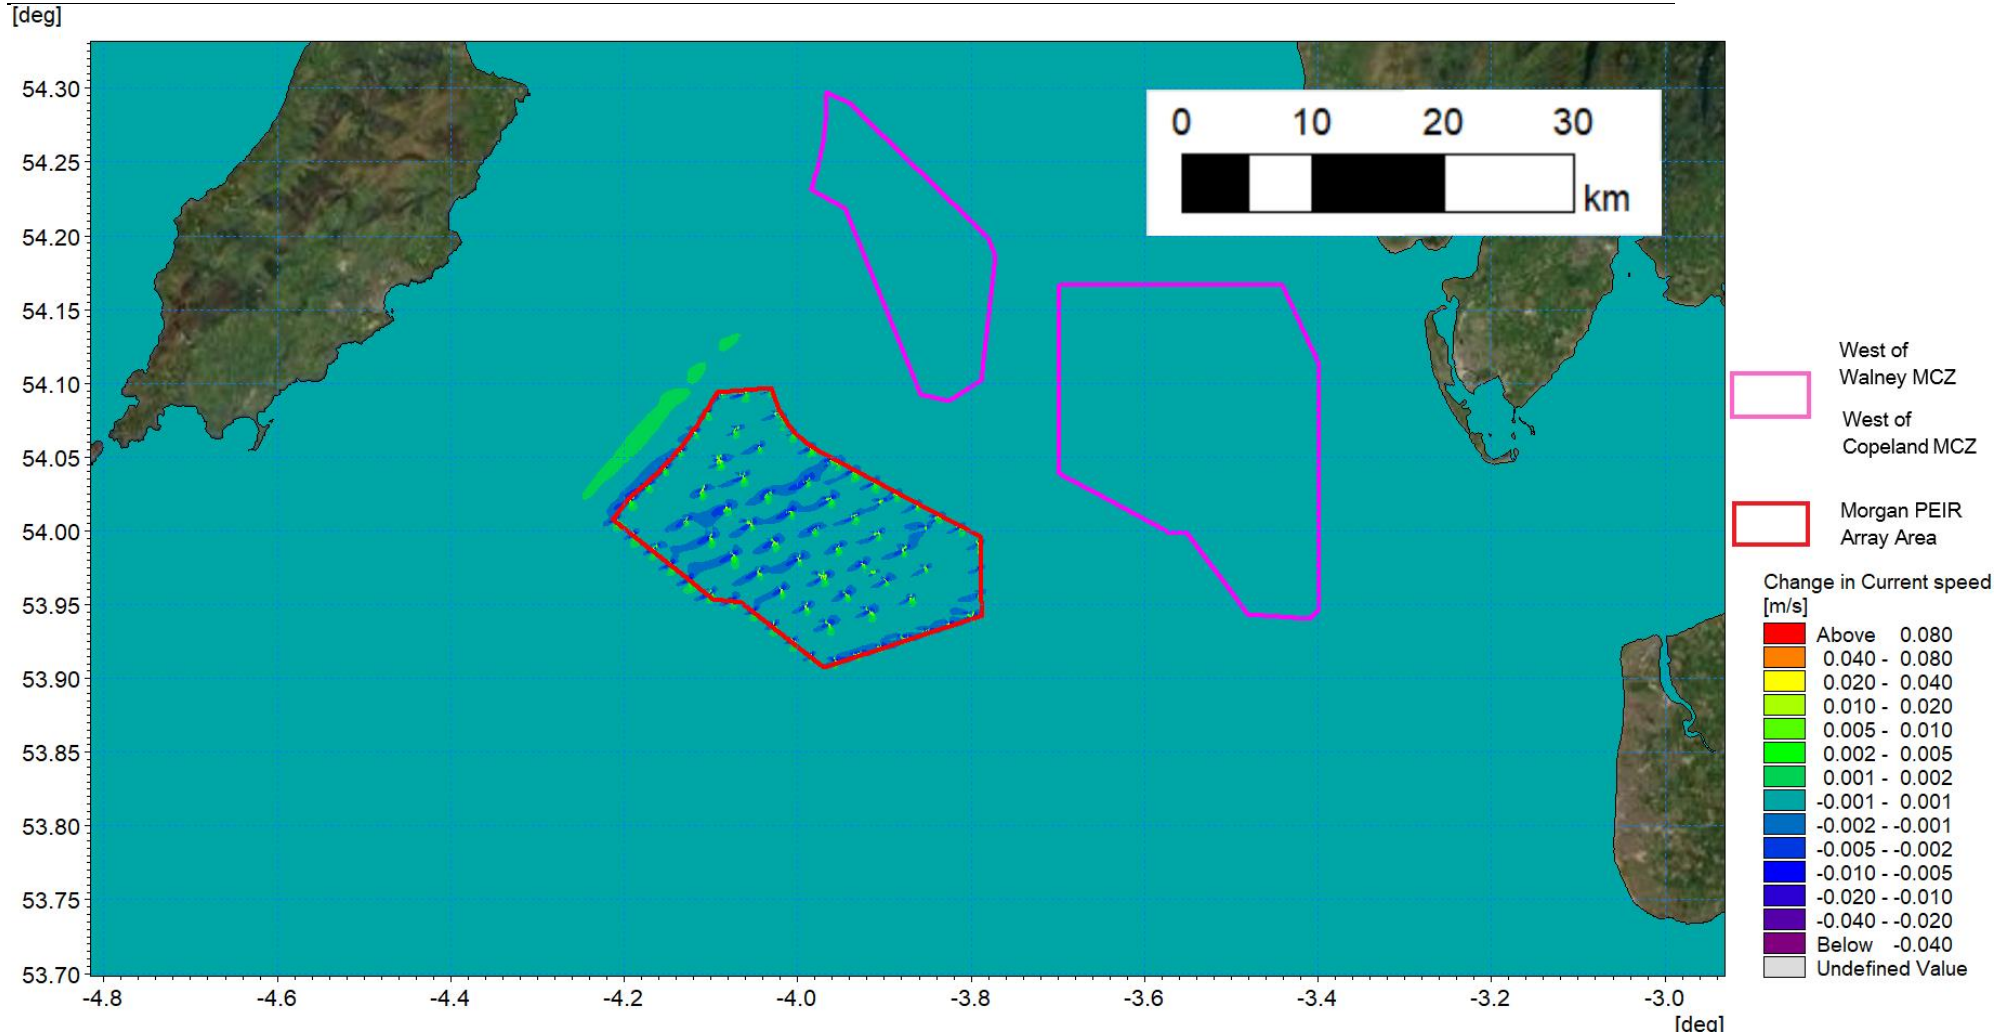 [deg]
54.30
54.25
54.20
54.15
54.10
54.05
54.00
53.95
53.90
53.85
53.80
53.75
53.70
-4.8 -4.6 -4.4 -4.2 -4.0 -3.8 -3.6 -3.4 -3.2 -3.0
[deg]
0 10 20 30
km
West of
Walney MCZ
West of
Copeland MCZ
Morgan PEIR
Array Area
Change in Current speed
[m/s]
Above 0.080
0.040 - 0.080
0.020 - 0.040
0.010 - 0.020
0.005 - 0.010
0.002 - 0.005
0.001 - 0.002
-0.001 - 0.001
-0.002 - -0.001
-0.005 - -0.002
-0.010 - -0.005
-0.020 - -0.010
-0.040 - -0.020
Below -0.040
Undefined Value